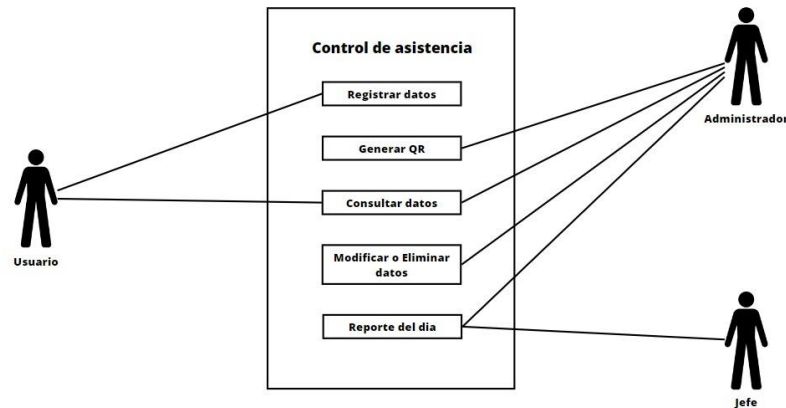 Control de asistencia
Registrar datos
Administrador
Generar QR
Consultar datos
Usuario
Modificar o Eliminar
datos
Reporte del dia
Jefe